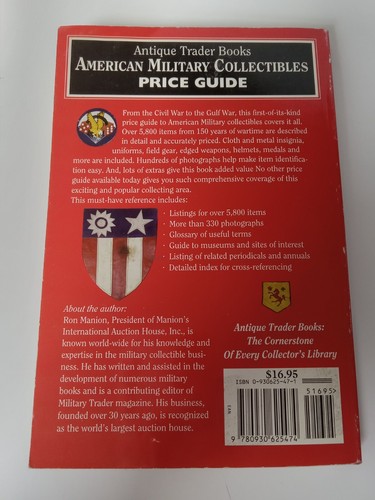 Antique Trader Books
AMERICAN MILITARY COLLECTIBLES
PRICE GUIDE
From the Civil War to the Gulf War, this first-of-its-kind
price guide to American Military collectibles covers it all.
Over 5,800 items from 150 years of wartime are described
in detail and accurately priced. Cloth and metal insignia,
uniforms, field gear, edged weapons, helmets, medals and
more are included. Hundreds of photographs help make item identifica-
tion easy. And, lots of extras give this book added value No other price
guide available today gives you such comprehensive coverage of this
exciting and popular collecting area.
This must-have reference includes:
- Listings for over 5,800 items
- More than 330 photographs
- Glossary of useful terms
- Guide to museums and sites of interest
- Listing of related periodicals and annuals
- Detailed index for cross-referencing
About the author:
Ron Manion, President of Manion's
International Auction House, Inc., is
known world-wide for his knowledge and
expertise in the military collectible busi-
ness. He has written and assisted in the
development of numerous military
books and is a contributing editor of
Military Trader magazine. His business,
founded over 30 years ago, is recognized
as the world's largest auction house.
Antique Trader Books:
The Cornerstone
Of Every Collector's Library
$16.95
ISBN 0-930625-47-1
51695>
9 780930 625474